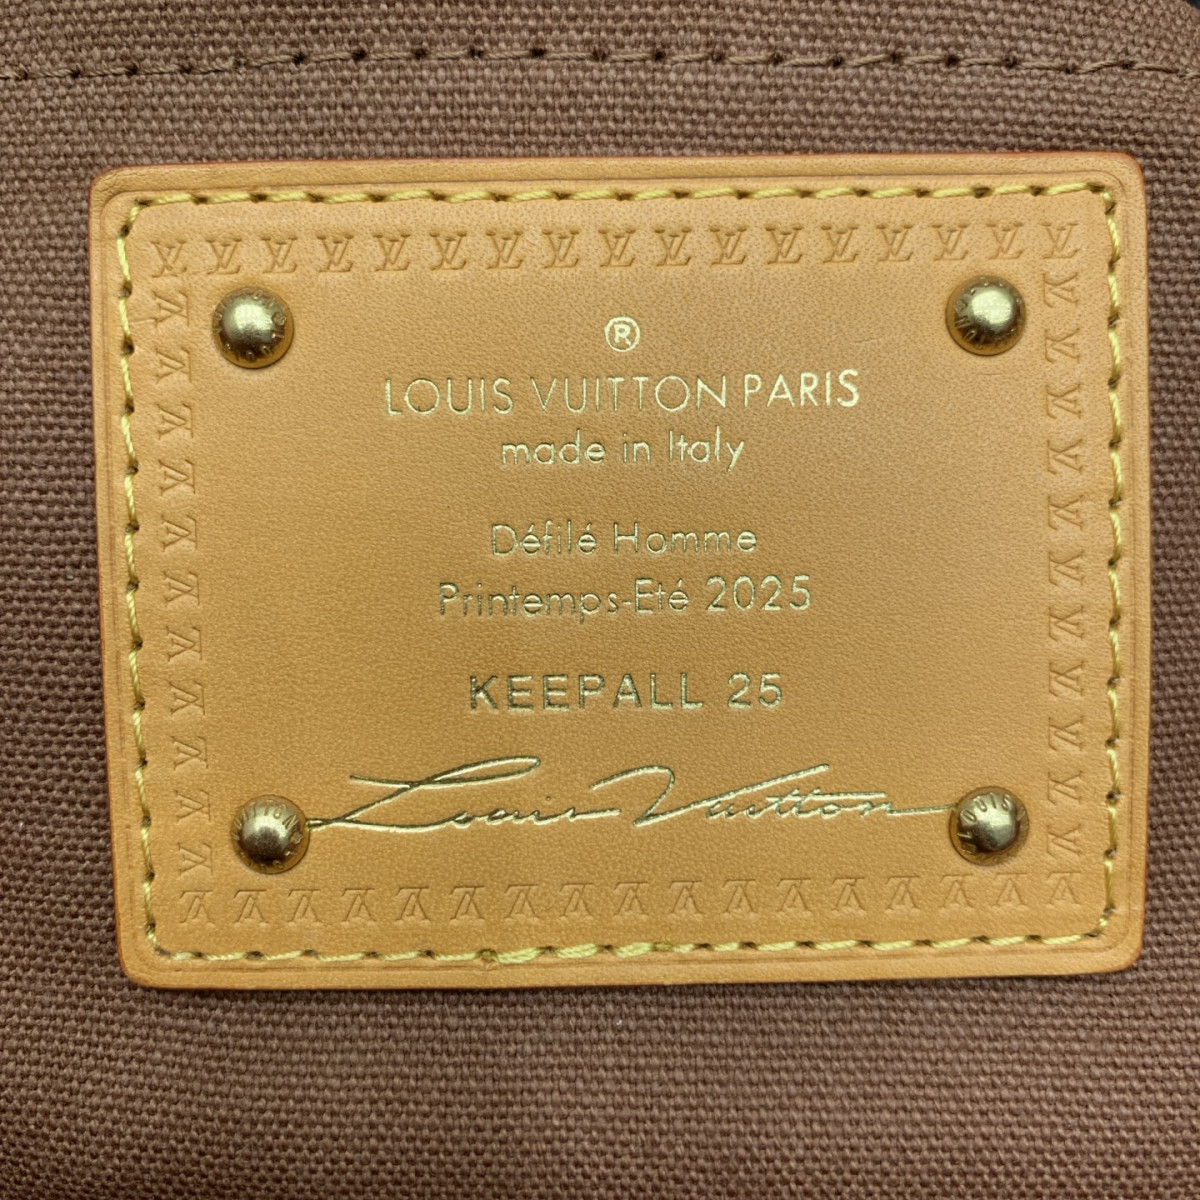 ®
LOUIS VUITTON PARIS
made in Italy
Défilé Homme
Printemps-Eté 2025
KEEPALL 25
Louis Vuitton